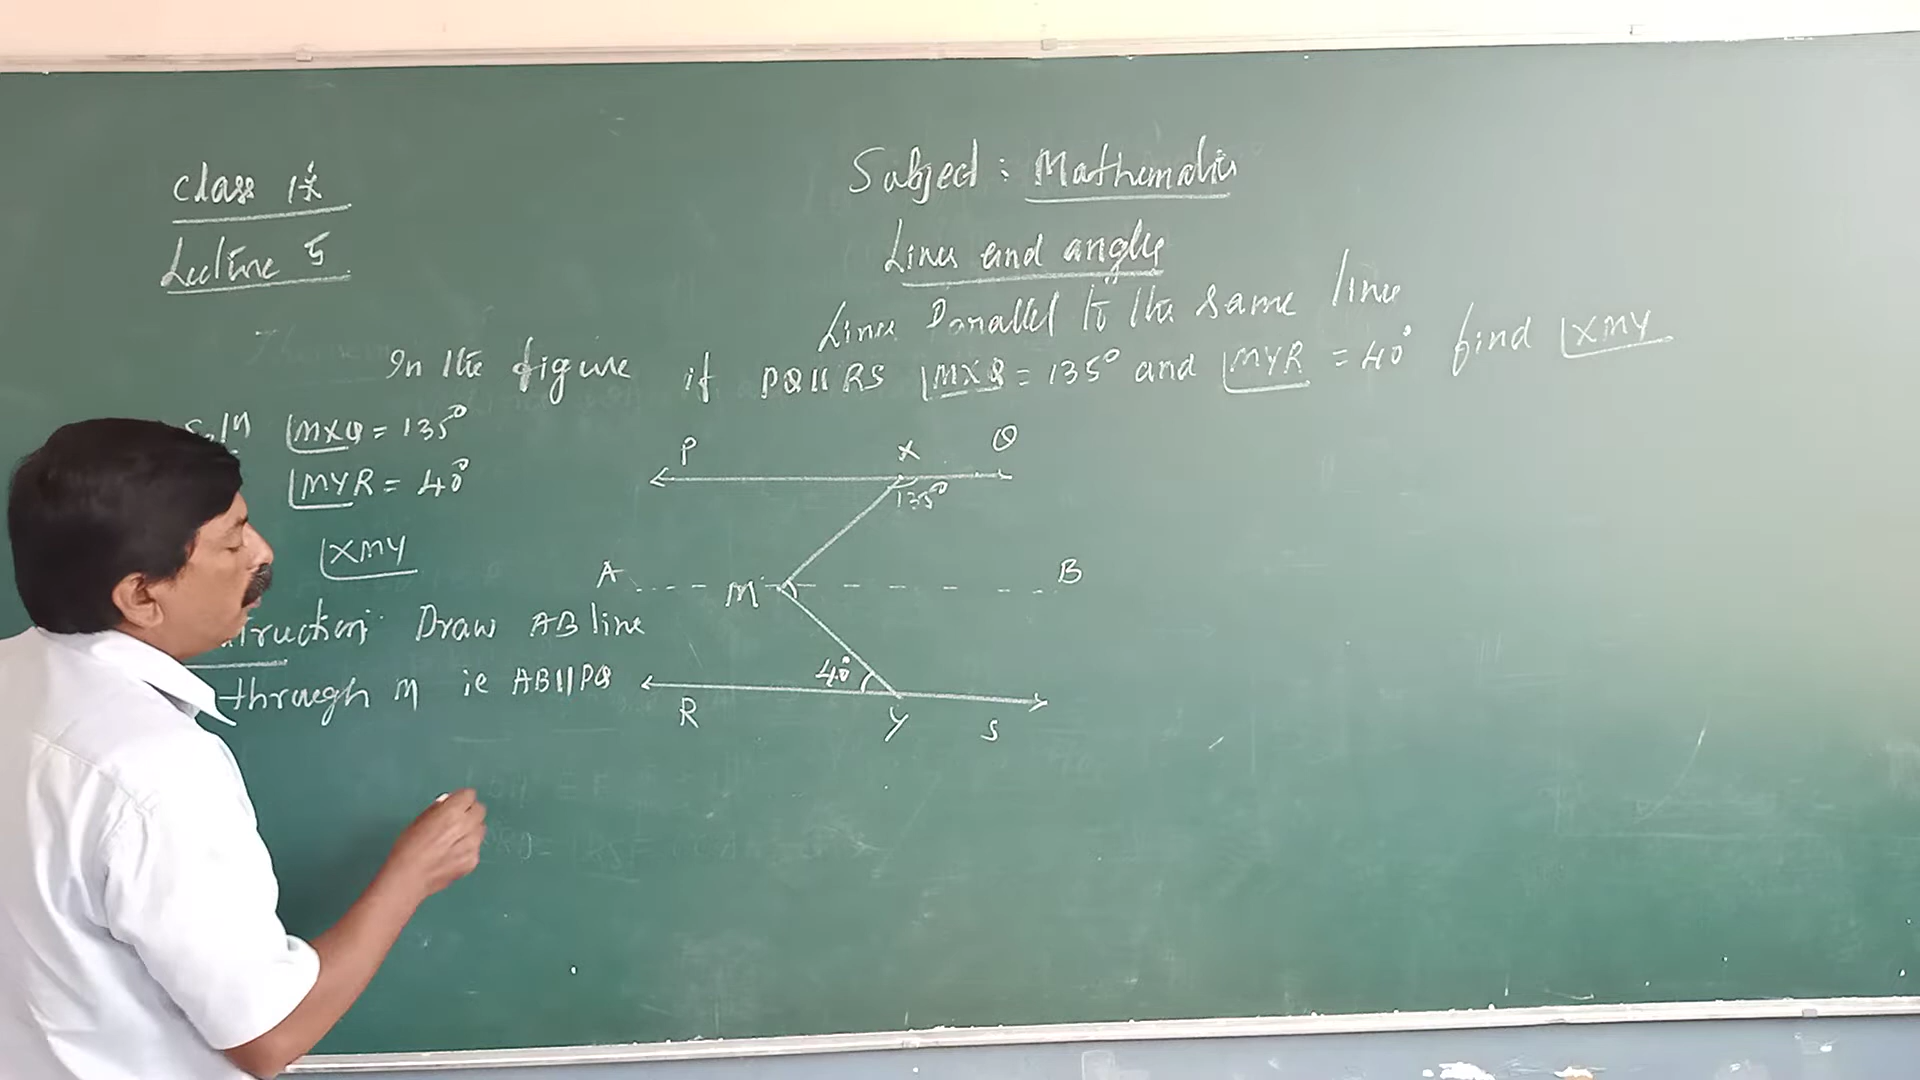 Class IX
Lecture 5
Subject : Mathematics
Lines and angles
Lines Parallel to the same line
In the figure if PQ || RS ∠MXQ = 135° and ∠MYR = 40° find ∠XMY
Soln ∠MXQ = 135°
∠MYR = 40°
∠XMY
truction: Draw AB line
through M ie AB || PQ
P X Q
135°
A M B
40°
R Y S